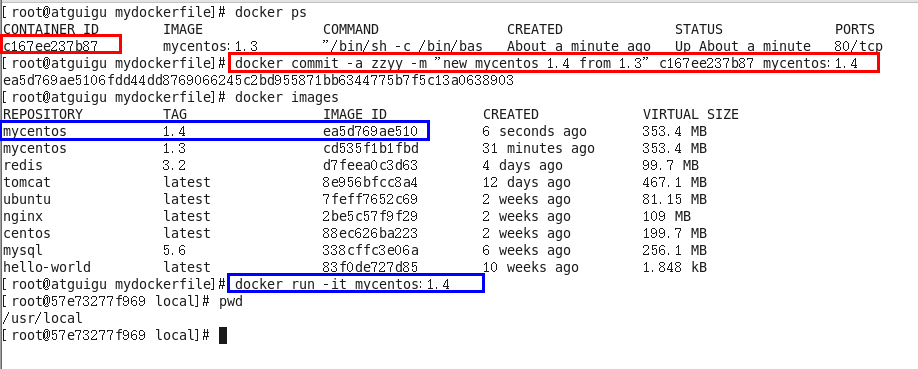 [root@atguigu mydockerfile]# docker ps
CONTAINER ID IMAGE COMMAND CREATED STATUS PORTS
c167ee237b87 mycentos:1.3 "/bin/sh -c /bin/bas About a minute ago Up About a minute 80/tcp
[root@atguigu mydockerfile]# docker commit -a zzyy -m "new mycentos 1.4 from 1.3" c167ee237b87 mycentos:1.4
ea5d769ae5106fdd44dd8769066245c2bd955871bb6344775b7f5c13a0638903
[root@atguigu mydockerfile]# docker images
REPOSITORY TAG IMAGE ID CREATED VIRTUAL SIZE
mycentos 1.4 ea5d769ae510 6 seconds ago 353.4 MB
mycentos 1.3 cd535f1b1fbd 31 minutes ago 353.4 MB
redis 3.2 d7feea0c3d63 4 days ago 99.7 MB
tomcat latest 8e956bfcc8a4 12 days ago 467.1 MB
ubuntu latest 7feff7652c69 2 weeks ago 81.15 MB
nginx latest 2be5c57f9f29 2 weeks ago 109 MB
centos latest 88ec626ba223 2 weeks ago 199.7 MB
mysql 5.6 338cffc3e06a 6 weeks ago 256.1 MB
hello-world latest 83f0de727d85 10 weeks ago 1.848 kB
[root@atguigu mydockerfile]# docker run -it mycentos:1.4
[root@57e73277f969 local]# pwd
/usr/local
[root@57e73277f969 local]#